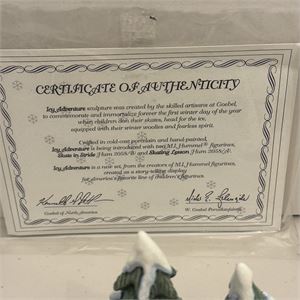 CERTIFICATE OF AUTHENTICITY
Icy Adventure sculpture was created by the skilled artisans at Goebel,
to commemorate and immortalize forever the first winter day of the year
when children don their skates, head for the ice,
equipped with their winter woolies and fearless spirit.
Crafted in cold-cast porcelain and hand-painted,
Icy Adventure is being introduced with two M.I. Hummel® figurines,
Skate in Stride (Hum 2058/B) and Skating Lesson (Hum 2058/A).
Icy Adventure is a new set, from the creators of M.I. Hummel figurines,
created as a story-telling display
for America's favorite line of children's figurines.
Goebel of North America
W. Goebel Porzellanfabrik